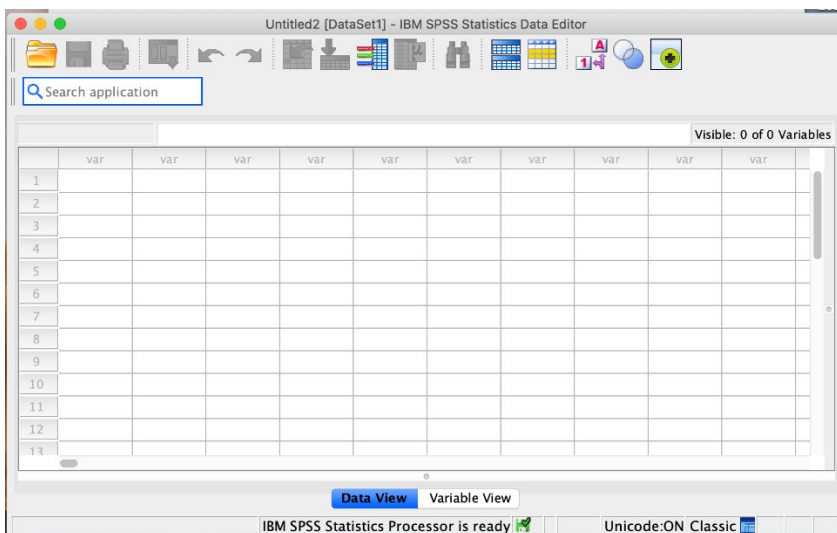 Untitled2 [DataSet1] - IBM SPSS Statistics Data Editor
A
1 a
μ
Search application
Visible: 0 of 0 Variables
var var var var var var var var var var
1
2
3
4
5
6
7
8
9
10
11
12
13
Data View Variable View
IBM SPSS Statistics Processor is ready Unicode:ON Classic